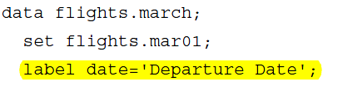 data flights.march;
set flights.mar01;
label date='Departure Date';